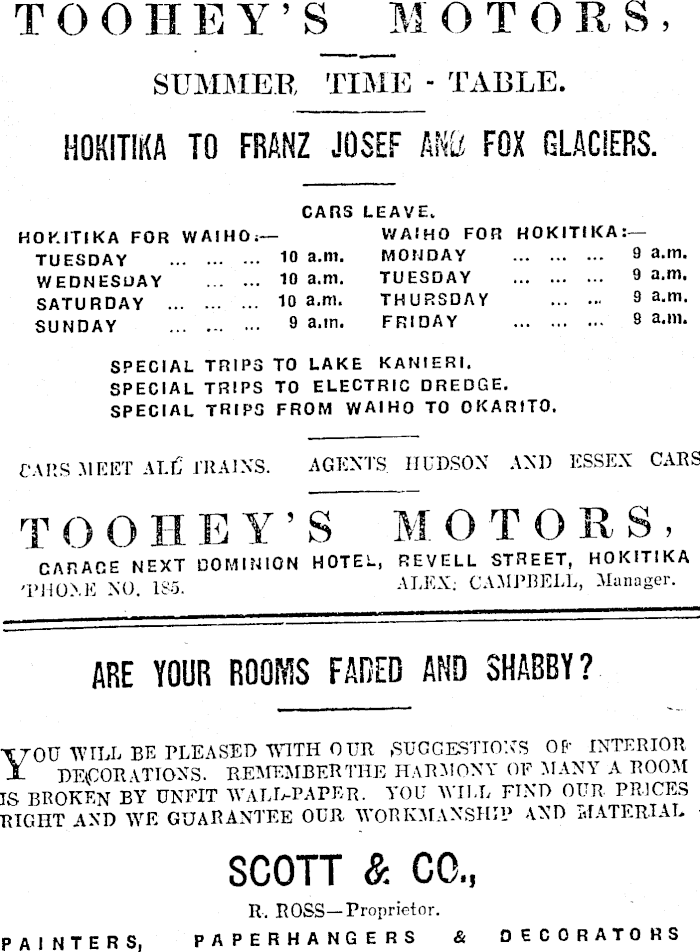 TOOHEY'S MOTORS,
SUMMER TIME - TABLE.
HOKITIKA TO FRANZ JOSEF AND FOX GLACIERS.
CARS LEAVE.
HOKITIKA FOR WAIHO:—
TUESDAY ... ... ... 10 a.m.
WEDNESDAY ... ... 10 a.m.
SATURDAY ... ... ... 10 a.m.
SUNDAY ... ... ... 9 a.m.
WAIHO FOR HOKITIKA:—
MONDAY ... ... ... 9 a.m.
TUESDAY ... ... ... 9 a.m.
THURSDAY ... ... 9 a.m.
FRIDAY ... ... ... 9 a.m.
SPECIAL TRIPS TO LAKE KANIERI.
SPECIAL TRIPS TO ELECTRIC DREDGE.
SPECIAL TRIPS FROM WAIHO TO OKARITO.
CARS MEET ALL TRAINS. AGENTS HUDSON AND ESSEX CARS
TOOHEY'S MOTORS,
GARAGE NEXT DOMINION HOTEL, REVELL STREET, HOKITIKA
'PHONE NO. 185. ALEX: CAMPBELL, Manager.
ARE YOUR ROOMS FADED AND SHABBY?
YOU WILL BE PLEASED WITH OUR SUGGESTIONS OF INTERIOR
DECORATIONS. REMEMBER THE HARMONY OF MANY A ROOM
IS BROKEN BY UNFIT WALL-PAPER. YOU WILL FIND OUR PRICES
RIGHT AND WE GUARANTEE OUR WORKMANSHIP AND MATERIAL
SCOTT & CO.,
R. ROSS—Proprietor.
PAINTERS, PAPERHANGERS & DECORATORS